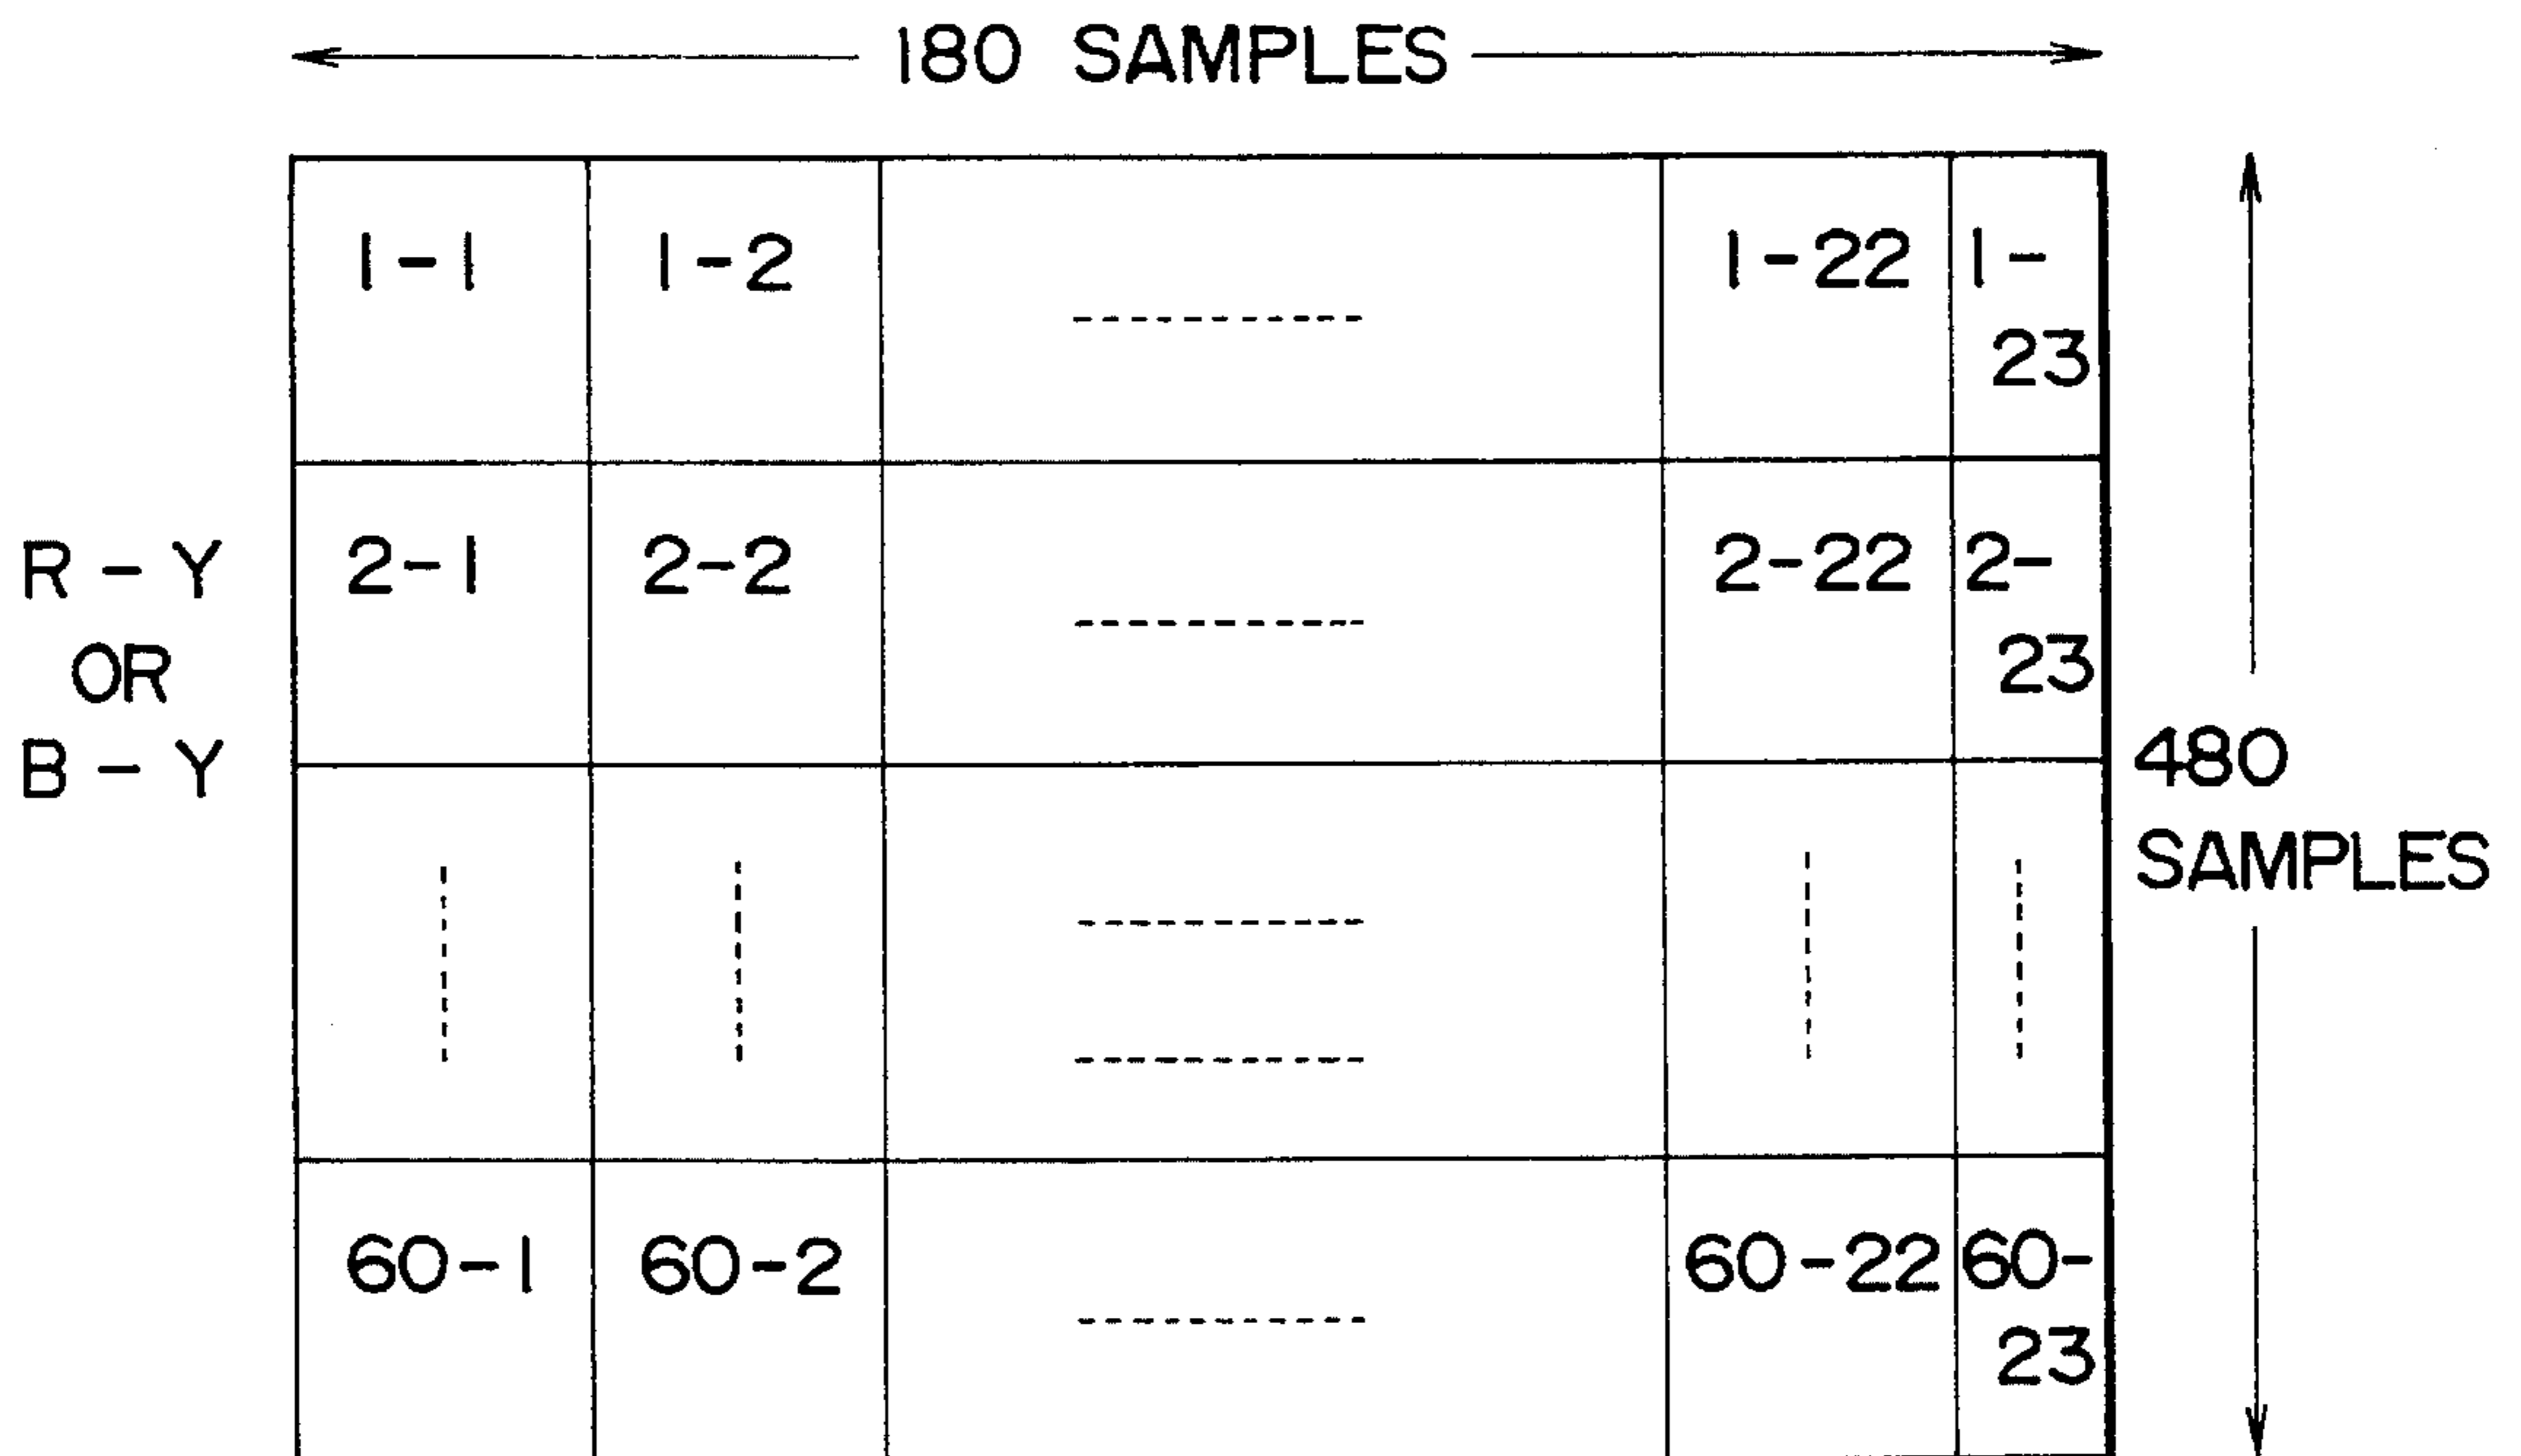 180 SAMPLES
1-1 1-2 1-22 1-
23
R-Y 2-1 2-2 2-22 2-
OR 23
B-Y 480
SAMPLES
60-1 60-2 60-22 60-
23